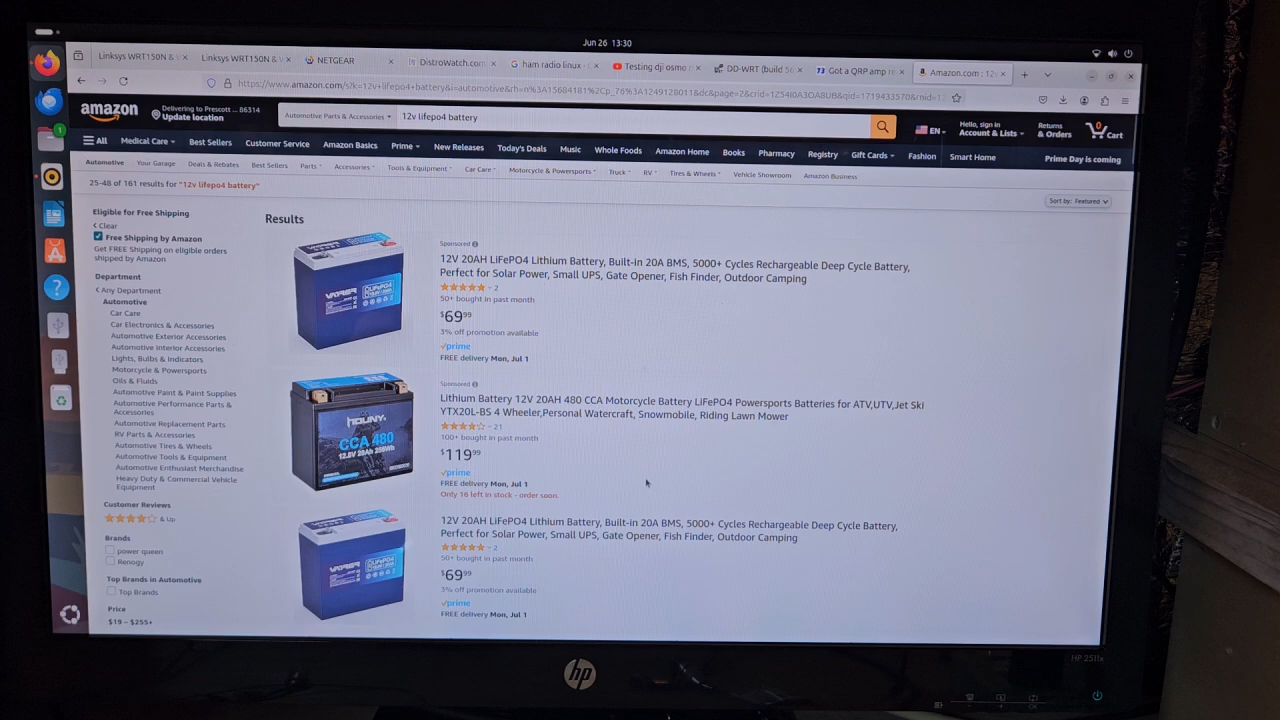 Jun 26 13:30
Linksys WRT150N & V
Linksys WRT150N & V
NETGEAR
DistroWatch.com
ham radio linux -
Testing dji osmo
DD-WRT (build 56
Got a QRP amp
Amazon.com : 12v
amazon
Delivering to Prescott ... 86314
Update location
Automotive Parts & Accessories
12v lifepo4 battery
EN
Hello, sign in
Account & Lists
Returns
& Orders
Cart
All
Medical Care
Best Sellers
Customer Service
Amazon Basics
Prime
New Releases
Today's Deals
Music
Whole Foods
Amazon Home
Books
Pharmacy
Registry
Gift Cards
Fashion
Smart Home
Prime Day is coming
Automotive
Your Garage
Deals & Rebates
Best Sellers
Parts
Accessories
Tools & Equipment
Car Care
Motorcycle & Powersports
Truck
RV
Tires & Wheels
Vehicle Showroom
Amazon Business
25-48 of 161 results for "12v lifepo4 battery"
Sort by: Featured
Eligible for Free Shipping
Clear
Free Shipping by Amazon
Get FREE Shipping on eligible orders
shipped by Amazon
Department
Any Department
Automotive
Car Care
Car Electronics & Accessories
Automotive Exterior Accessories
Automotive Interior Accessories
Lights, Bulbs & Indicators
Motorcycle & Powersports
Oils & Fluids
Automotive Paint & Paint Supplies
Automotive Performance Parts &
Accessories
Automotive Replacement Parts
RV Parts & Accessories
Automotive Tires & Wheels
Automotive Tools & Equipment
Automotive Enthusiast Merchandise
Heavy Duty & Commercial Vehicle
Equipment
Customer Reviews
& Up
Brands
power queen
Renogy
Top Brands in Automotive
Top Brands
Price
$19 – $255+
Results
Sponsored
12V 20AH LiFePO4 Lithium Battery, Built-in 20A BMS, 5000+ Cycles Rechargeable Deep Cycle Battery,
Perfect for Solar Power, Small UPS, Gate Opener, Fish Finder, Outdoor Camping
2
50+ bought in past month
$69.99
3% off promotion available
prime
FREE delivery Mon, Jul 1
Sponsored
CCA 480
12.8V 20Ah 256Wh
Lithium Battery 12V 20AH 480 CCA Motorcycle Battery LiFePO4 Powersports Batteries for ATV,UTV,Jet Ski
YTX20L-BS 4 Wheeler,Personal Watercraft, Snowmobile, Riding Lawn Mower
21
100+ bought in past month
$119.99
prime
FREE delivery Mon, Jul 1
Only 16 left in stock - order soon.
12V 20AH LiFePO4 Lithium Battery, Built-in 20A BMS, 5000+ Cycles Rechargeable Deep Cycle Battery,
Perfect for Solar Power, Small UPS, Gate Opener, Fish Finder, Outdoor Camping
2
50+ bought in past month
$69.99
3% off promotion available
prime
FREE delivery Mon, Jul 1
hp